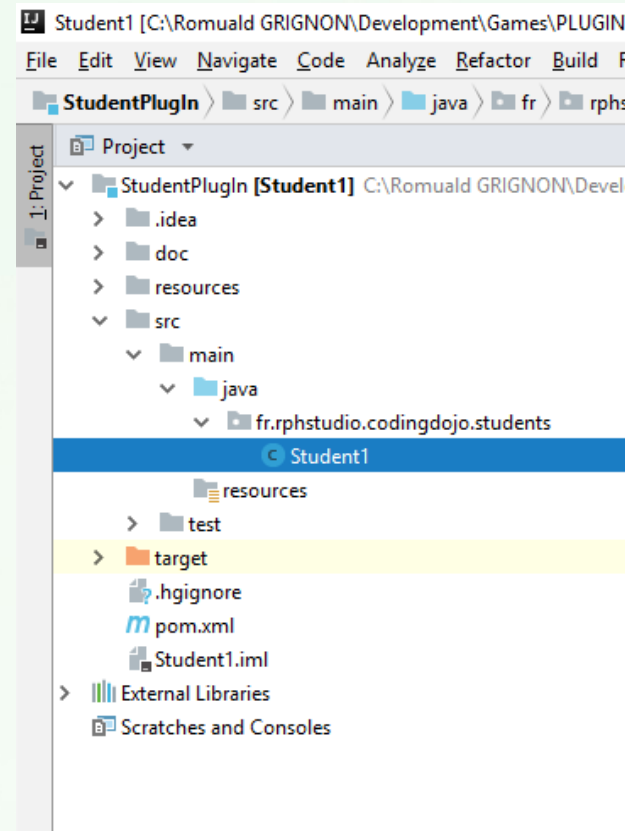 Student1 [C:\Romuald GRIGNON\Development\Games\PLUGIN
File Edit View Navigate Code Analyze Refactor Build
StudentPlugIn src main java fr rphs
1: Project
Project
StudentPlugIn [Student1] C:\Romuald GRIGNON\Devel
.idea
doc
resources
src
main
java
fr.rphstudio.codingdojo.students
C Student1
resources
test
target
.hgignore
m pom.xml
Student1.iml
External Libraries
Scratches and Consoles